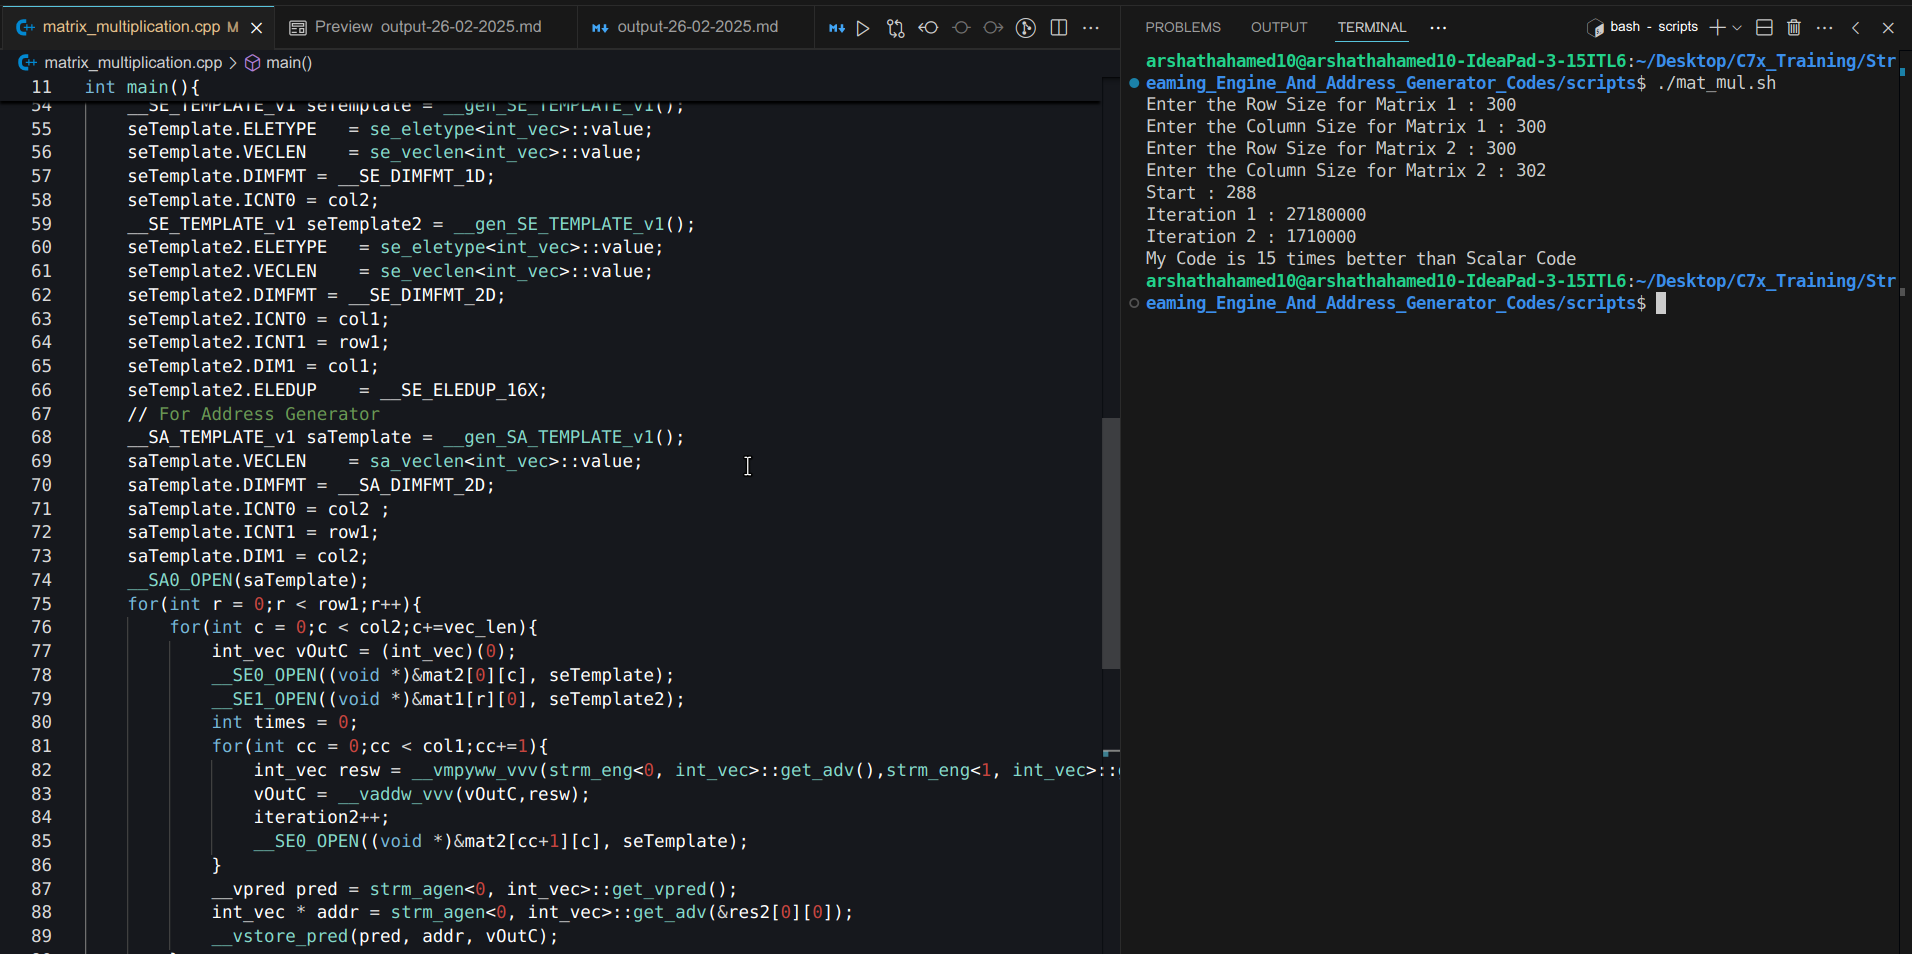 matrix_multiplication.cpp M
Preview output-26-02-2025.md
output-26-02-2025.md
matrix_multiplication.cpp > main()
11 int main(){
54 __SE_TEMPLATE_v1 seTemplate = __gen_SE_TEMPLATE_v1();
55 seTemplate.ELETYPE   = se_eletype<int_vec>::value;
56 seTemplate.VECLEN    = se_veclen<int_vec>::value;
57 seTemplate.DIMFMT = __SE_DIMFMT_1D;
58 seTemplate.ICNT0 = col2;
59 __SE_TEMPLATE_v1 seTemplate2 = __gen_SE_TEMPLATE_v1();
60 seTemplate2.ELETYPE   = se_eletype<int_vec>::value;
61 seTemplate2.VECLEN    = se_veclen<int_vec>::value;
62 seTemplate2.DIMFMT = __SE_DIMFMT_2D;
63 seTemplate2.ICNT0 = col1;
64 seTemplate2.ICNT1 = row1;
65 seTemplate2.DIM1 = col1;
66 seTemplate2.ELEDUP    = __SE_ELEDUP_16X;
67 // For Address Generator
68 __SA_TEMPLATE_v1 saTemplate = __gen_SA_TEMPLATE_v1();
69 saTemplate.VECLEN    = sa_veclen<int_vec>::value;
70 saTemplate.DIMFMT = __SA_DIMFMT_2D;
71 saTemplate.ICNT0 = col2 ;
72 saTemplate.ICNT1 = row1;
73 saTemplate.DIM1 = col2;
74 __SA0_OPEN(saTemplate);
75 for(int r = 0;r < row1;r++){
76 for(int c = 0;c < col2;c+=vec_len){
77 int_vec vOutC = (int_vec)(0);
78 __SE0_OPEN((void *)&mat2[0][c], seTemplate);
79 __SE1_OPEN((void *)&mat1[r][0], seTemplate2);
80 int times = 0;
81 for(int cc = 0;cc < col1;cc+=1){
82 int_vec resw = __vmpyww_vvv(strm_eng<0, int_vec>::get_adv(),strm_eng<1, int_vec>::
83 vOutC = __vaddw_vvv(vOutC,resw);
84 iteration2++;
85 __SE0_OPEN((void *)&mat2[cc+1][c], seTemplate);
86 }
87 __vpred pred = strm_agen<0, int_vec>::get_vpred();
88 int_vec * addr = strm_agen<0, int_vec>::get_adv(&res2[0][0]);
89 __vstore_pred(pred, addr, vOutC);
PROBLEMS OUTPUT TERMINAL ··· bash - scripts
arshathahamed10@arshathahamed10-IdeaPad-3-15ITL6:~/Desktop/C7x_Training/Str
eaming_Engine_And_Address_Generator_Codes/scripts$ ./mat_mul.sh
Enter the Row Size for Matrix 1 : 300
Enter the Column Size for Matrix 1 : 300
Enter the Row Size for Matrix 2 : 300
Enter the Column Size for Matrix 2 : 302
Start : 288
Iteration 1 : 27180000
Iteration 2 : 1710000
My Code is 15 times better than Scalar Code
arshathahamed10@arshathahamed10-IdeaPad-3-15ITL6:~/Desktop/C7x_Training/Str
eaming_Engine_And_Address_Generator_Codes/scripts$